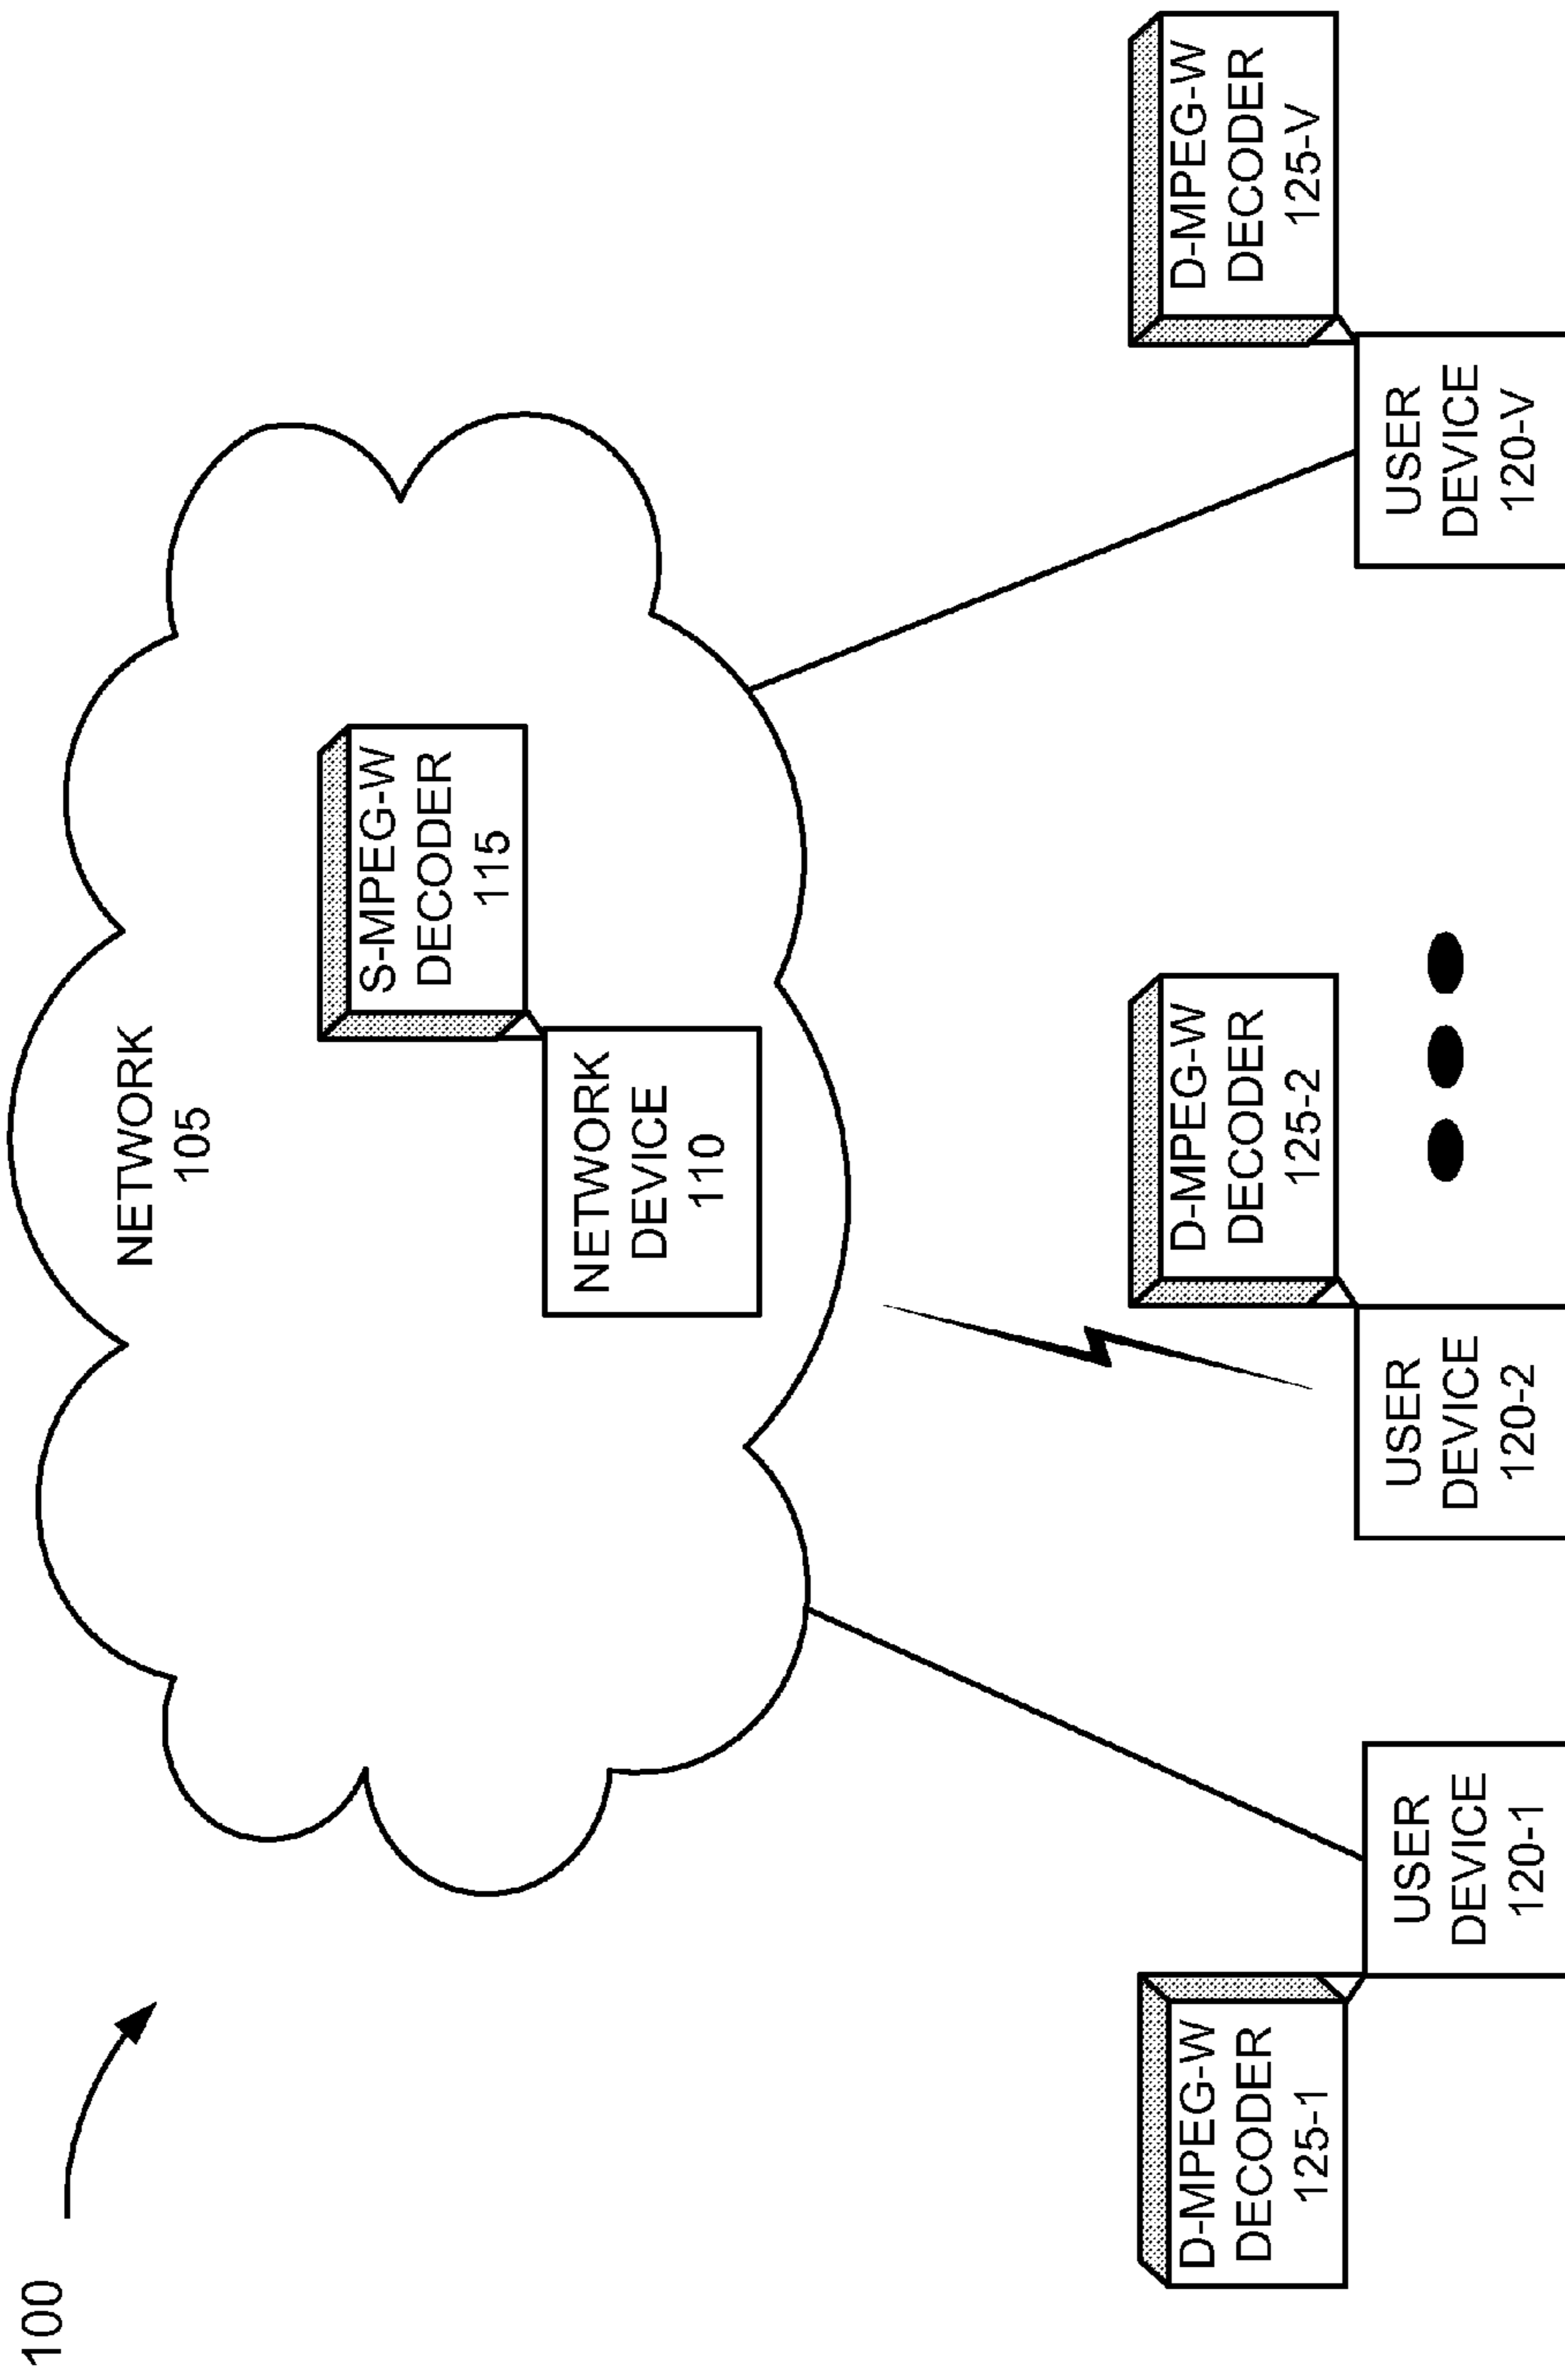 100
NETWORK
105
S-MPEG-W
DECODER
115
NETWORK
DEVICE
110
D-MPEG-W
DECODER
125-1
USER
DEVICE
120-1
D-MPEG-W
DECODER
125-2
USER
DEVICE
120-2
D-MPEG-W
DECODER
125-V
USER
DEVICE
120-V